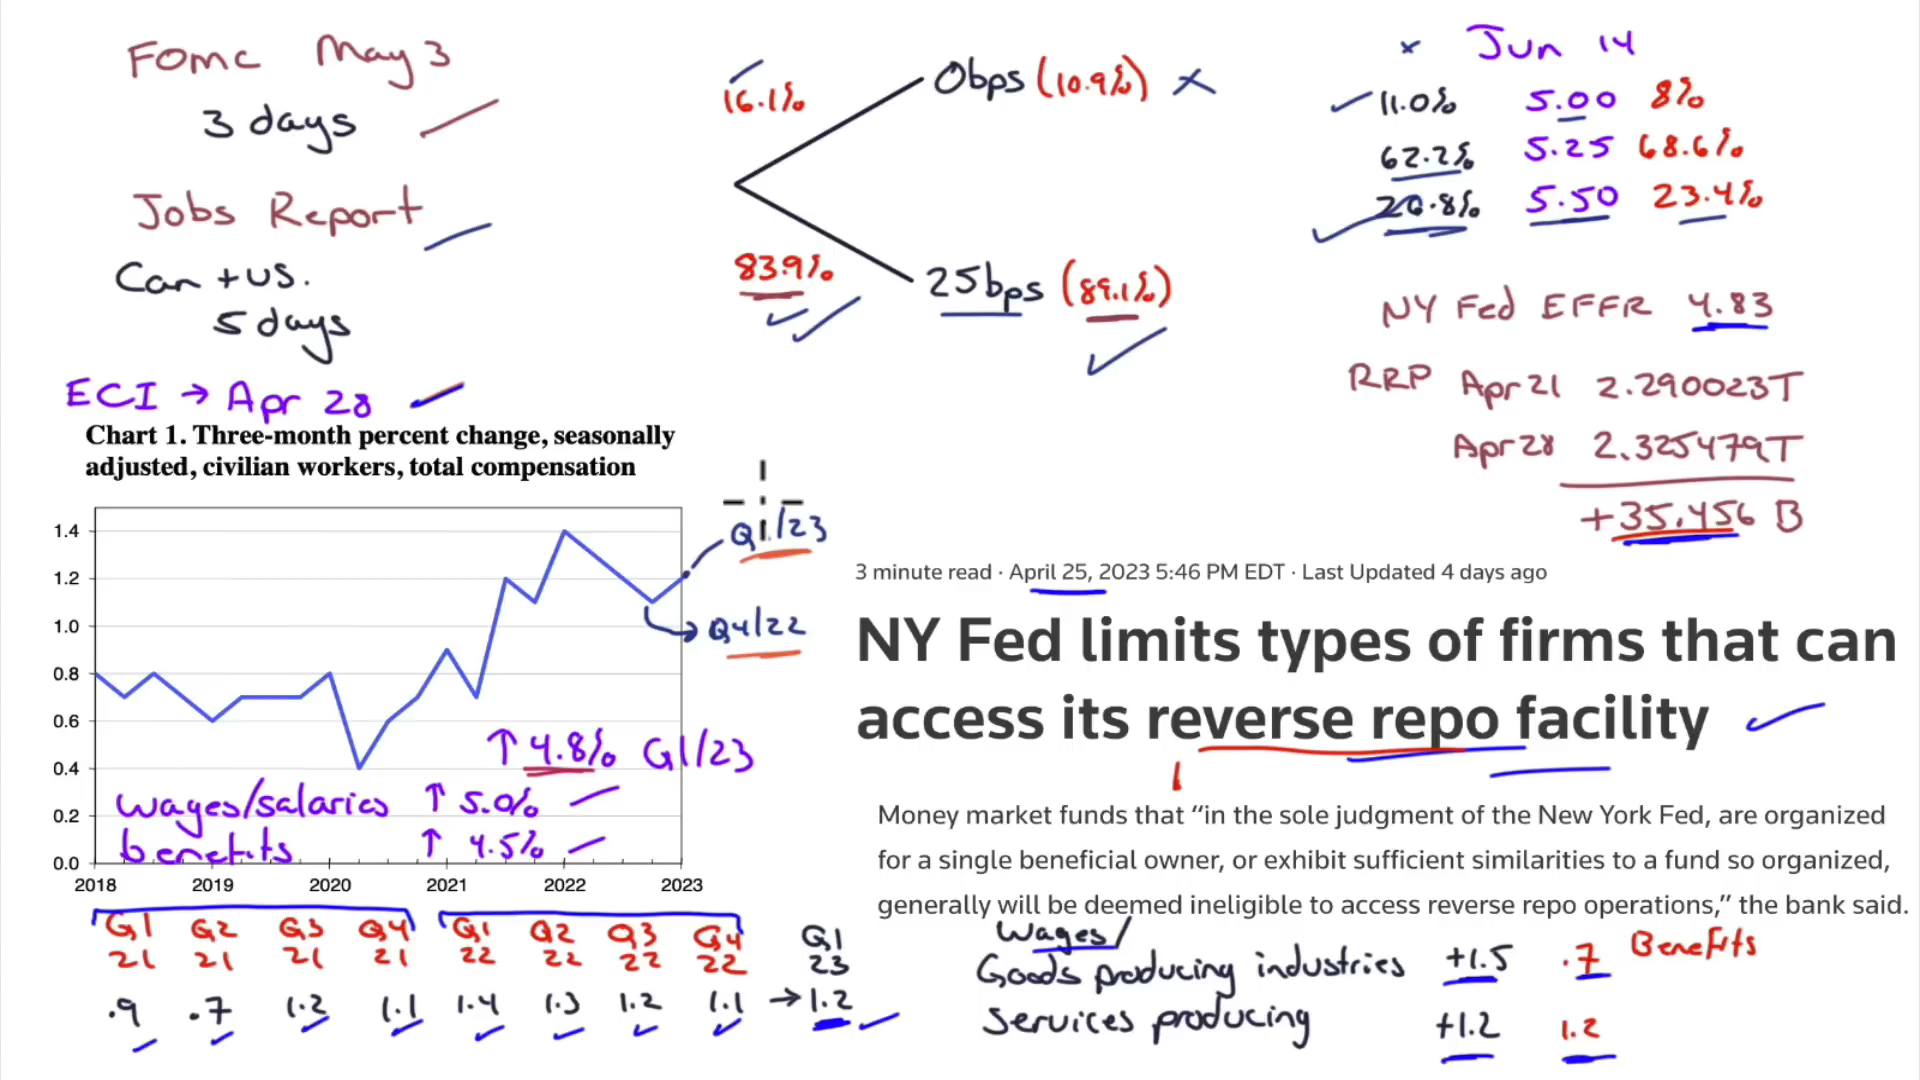 Fomc May 3
3 days
Jobs Report
Can + US.
5 days
ECI → Apr 28
Chart 1. Three-month percent change, seasonally
adjusted, civilian workers, total compensation
1.4
1.2
1.0
0.8
0.6
0.4
0.2
0.0
2018 2019 2020 2021 2022 2023
Q1/23
Q4/22
↑ 4.8% Q1/23
Wages/salaries ↑ 5.0%
benefits ↑ 4.5%
Q1 Q2 Q3 Q4 Q1 Q2 Q3 Q4 Q1
21 21 21 21 22 22 22 22 23
.9 .7 1.2 1.1 1.4 1.3 1.2 1.1 → 1.2
16.1%
0bps (10.9%) x
83.9%
25bps (89.1%)
x Jun 14
11.0% 5.00 8%
62.2% 5.25 68.6%
26.8% 5.50 23.4%
NY Fed EFFR 4.83
RRP Apr 21 2.290023T
Apr 28 2.325479T
+35.456 B
3 minute read · April 25, 2023 5:46 PM EDT · Last Updated 4 days ago
NY Fed limits types of firms that can
access its reverse repo facility
Money market funds that “in the sole judgment of the New York Fed, are organized
for a single beneficial owner, or exhibit sufficient similarities to a fund so organized,
generally will be deemed ineligible to access reverse repo operations,” the bank said.
Wages/
Goods producing industries +1.5 .7 Benefits
Services producing +1.2 1.2